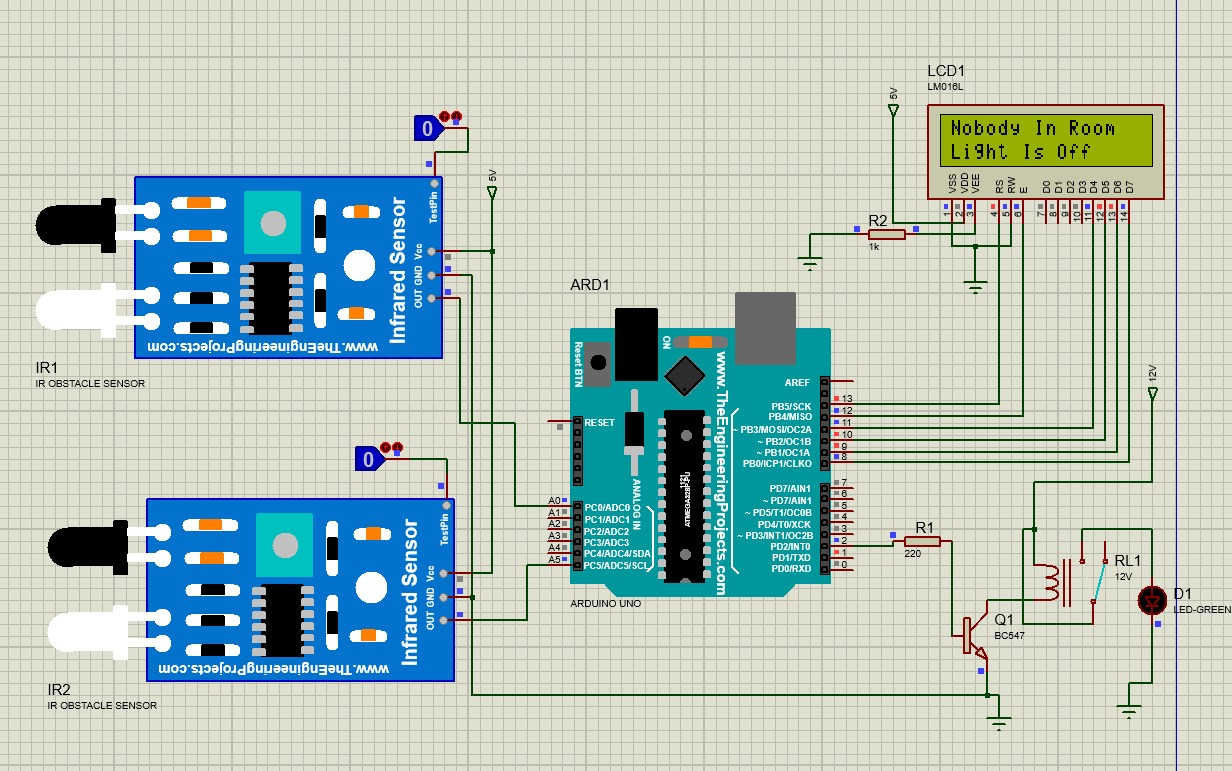 LCD1
LM016L
5V
Nobody In Room
Light Is Off
VSS VDD VEE RS RW E D0 D1 D2 D3 D4 D5 D6 D7
1 2 3 4 5 6 7 8 9 10 11 12 13 14
R2
1k
0
TestPin
5V
Infrared Sensor
Vcc
GND
OUT
www.TheEngineeringProjects.com
IR1
IR OBSTACLE SENSOR
0
TestPin
Infrared Sensor
Vcc
GND
OUT
www.TheEngineeringProjects.com
IR2
IR OBSTACLE SENSOR
ARD1
Reset BTN
ON
www.TheEngineeringProjects.com
RESET
ANALOG IN
ATMEGA328P-PU
1121
AREF
PB5/SCK 13
PB4/MISO 12
~ PB3/MOSI/OC2A 11
~ PB2/OC1B 10
~ PB1/OC1A 9
PB0/ICP1/CLKO 8
PD7/AIN1 7
~ PD7/AIN1 6
~ PD5/T1/OC0B 5
PD4/T0/XCK 4
~ PD3/INT1/OC2B 3
PD2/INT0 2
PD1/TXD 1
PD0/RXD 0
A0 PC0/ADC0
A1 PC1/ADC1
A2 PC2/ADC2
A3 PC3/ADC3
A4 PC4/ADC4/SDA
A5 PC5/ADC5/SCL
ARDUINO UNO
R1
220
12V
RL1
12V
D1
LED-GREEN
Q1
BC547